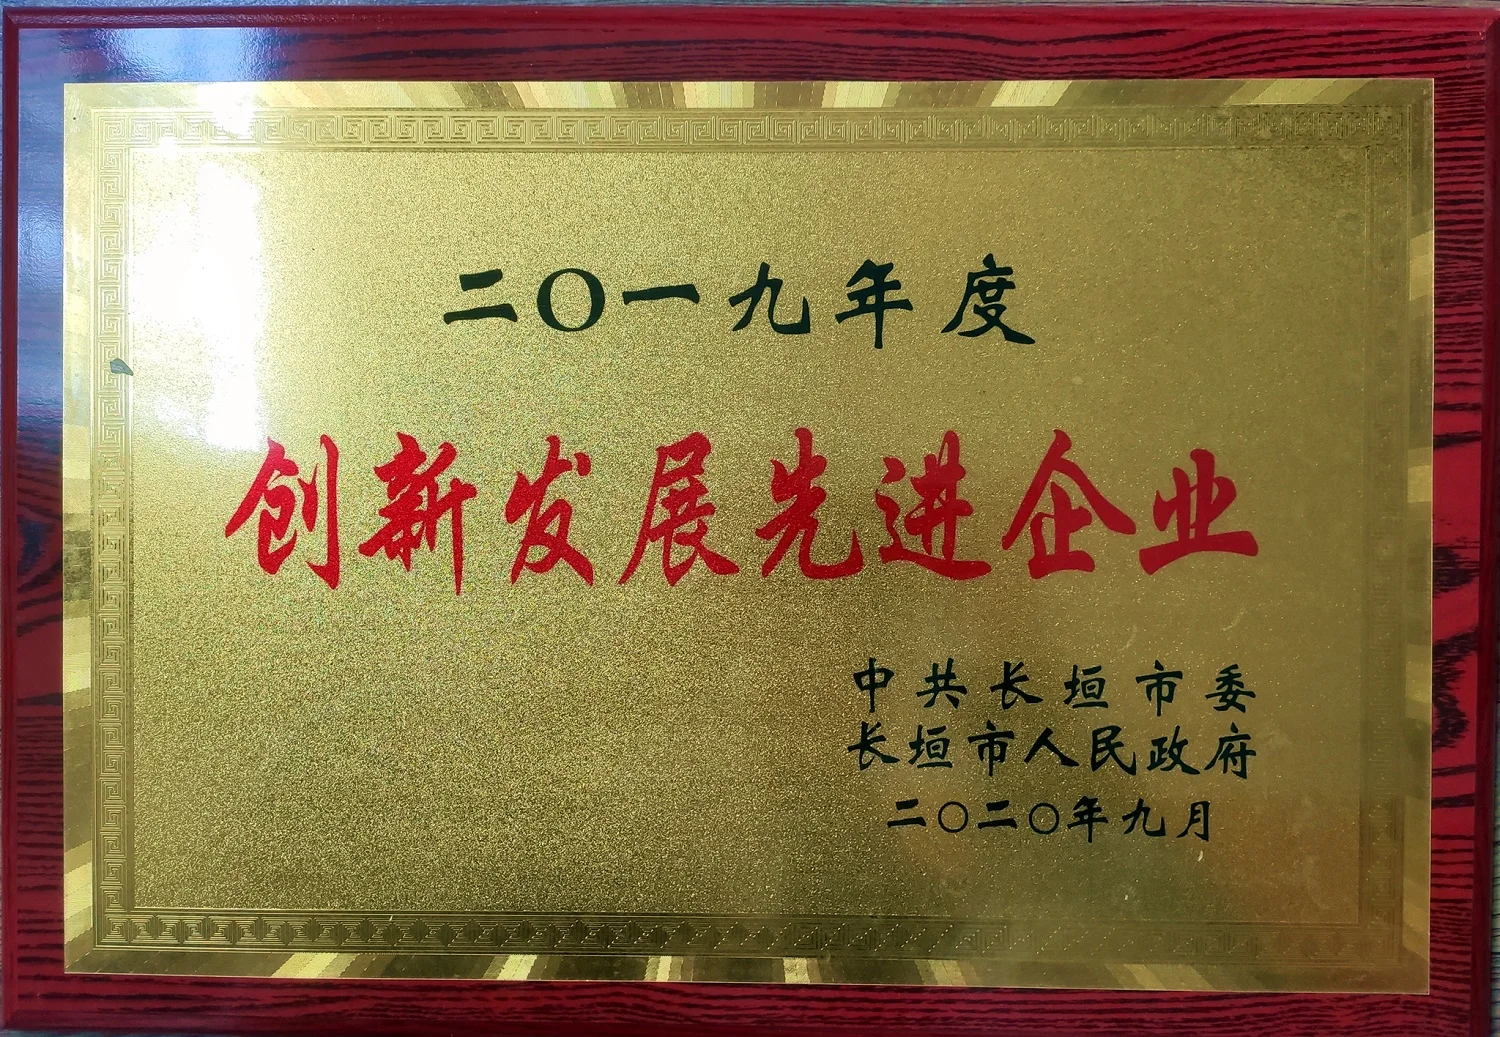 二〇一九年度
创新发展先进企业
中共长垣市委
长垣市人民政府
二〇二〇年九月